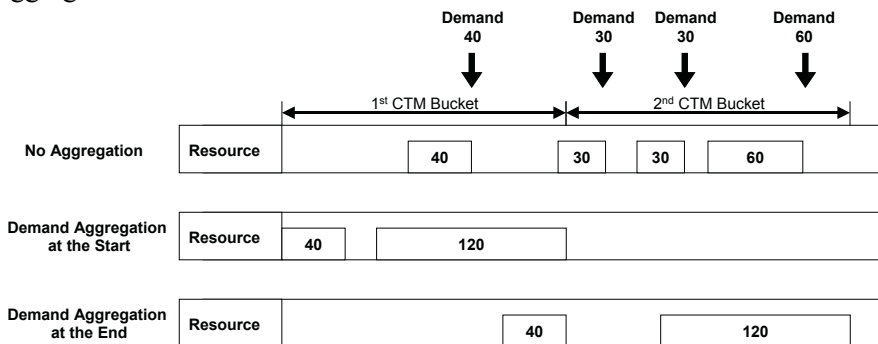 Demand Demand Demand Demand
40 30 30 60
1st CTM Bucket 2nd CTM Bucket
No Aggregation Resource 40 30 30 60
Demand Aggregation
at the Start Resource 40 120
Demand Aggregation
at the End Resource 40 120